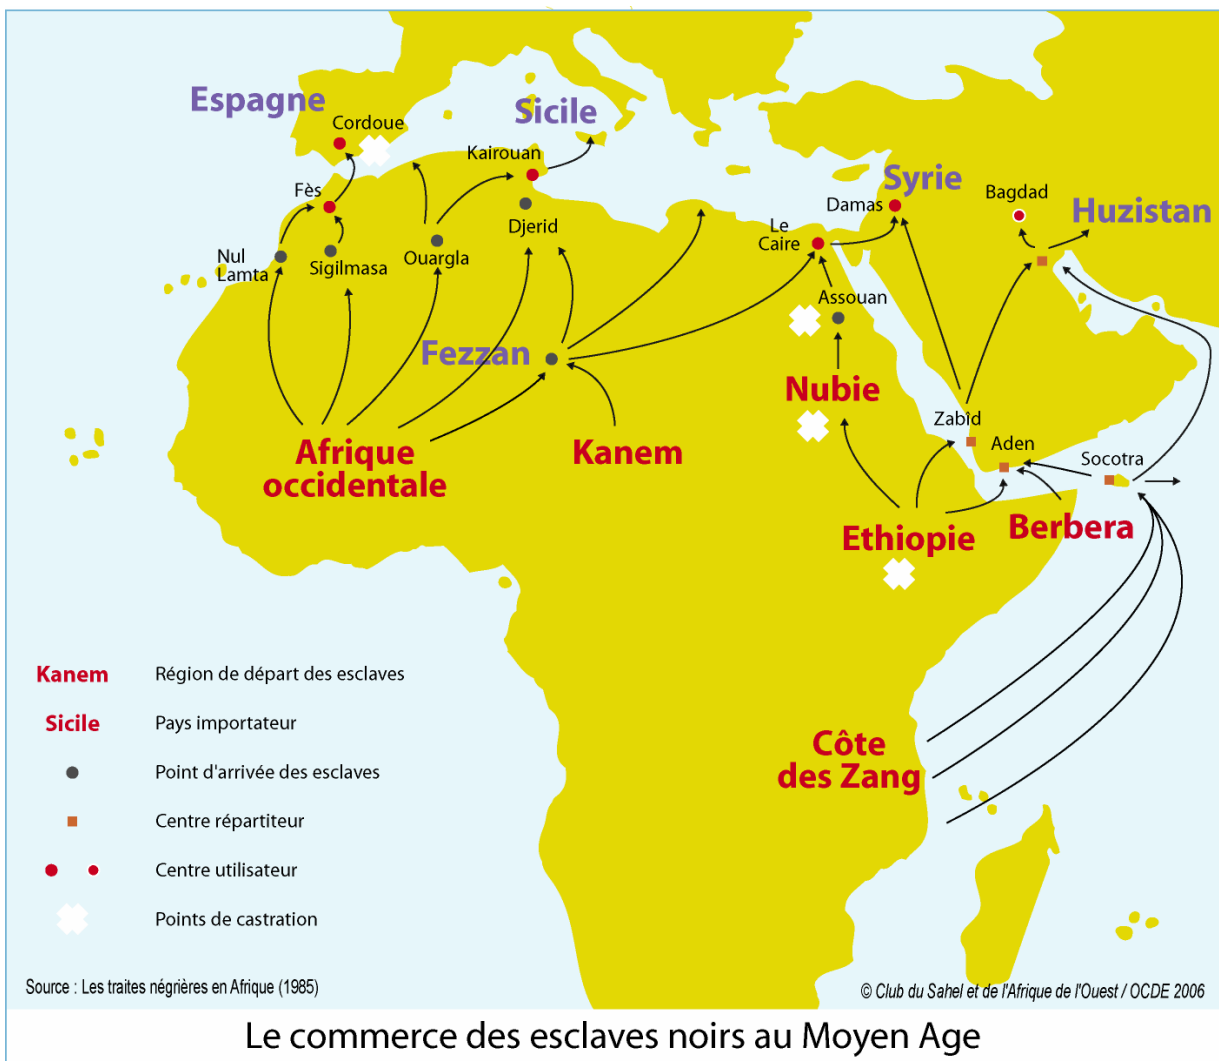 Espagne
Cordoue
Sicile
Kairouan
Fès
Djerid
Nul
Lamta
Sigilmasa
Ouargla
Syrie
Damas
Bagdad
Huzistan
Le
Caire
Assouan
Fezzan
Nubie
Zabîd
Aden
Socotra
Afrique
occidentale
Kanem
Ethiopie
Berbera
Côte
des Zang
Kanem Région de départ des esclaves
Sicile Pays importateur
Point d'arrivée des esclaves
Centre répartiteur
Centre utilisateur
Points de castration
Source : Les traites négrières en Afrique (1985)
© Club du Sahel et de l'Afrique de l'Ouest / OCDE 2006
Le commerce des esclaves noirs au Moyen Age